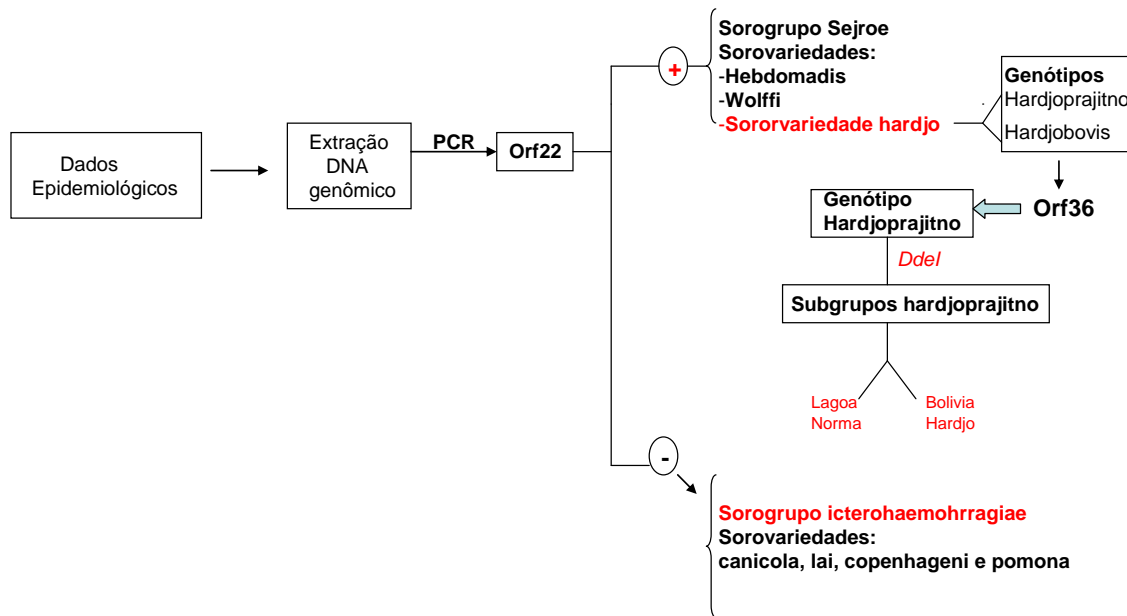 Dados
Epidemiológicos
Extração
DNA
genômico
PCR
Orf22
+
Sorogrupo Sejroe
Sorovariedades:
-Hebdomadis
-Wolffi
-Sororvariedade hardjo
Genótipos
Hardjoprajitno
Hardjobovis
Orf36
Genótipo
Hardjoprajitno
DdeI
Subgrupos hardjoprajitno
Lagoa
Norma
Bolivia
Hardjo
-
Sorogrupo icterohaemohrragiae
Sorovariedades:
canicola, lai, copenhageni e pomona